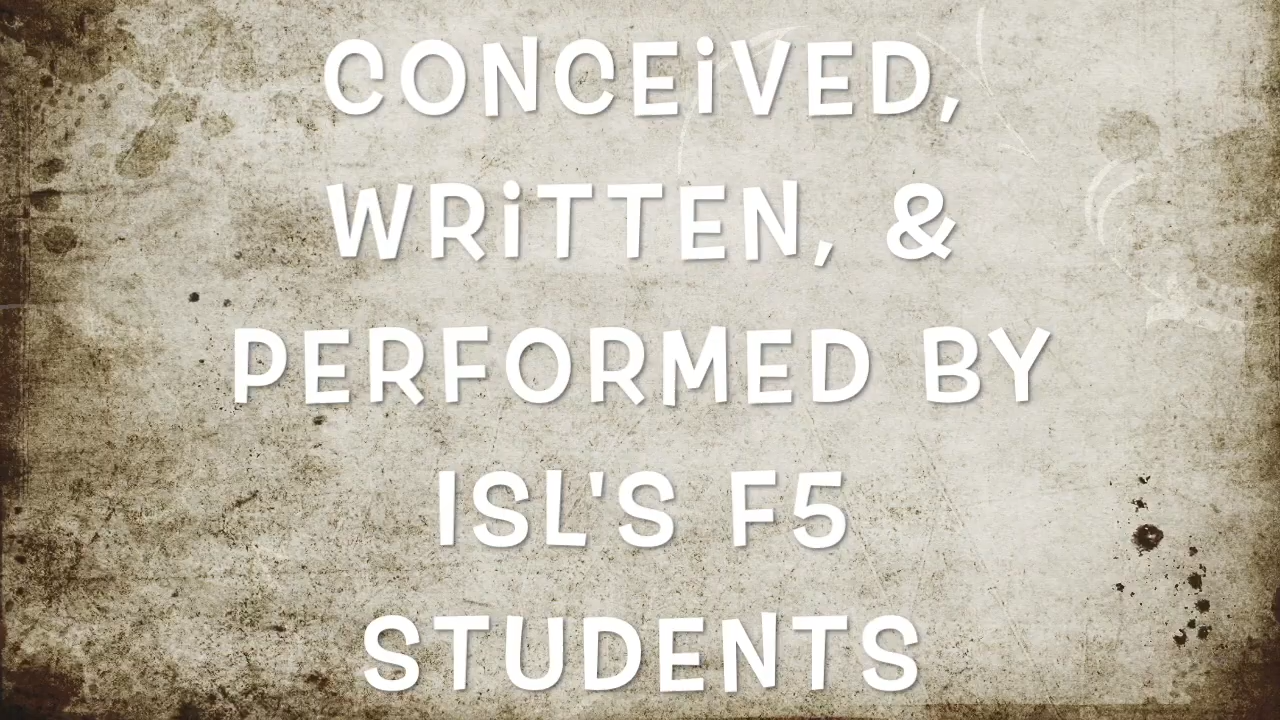 CONCEiVED,
WRiTTEN, &
PERFORMED BY
ISL'S F5
STUDENTS